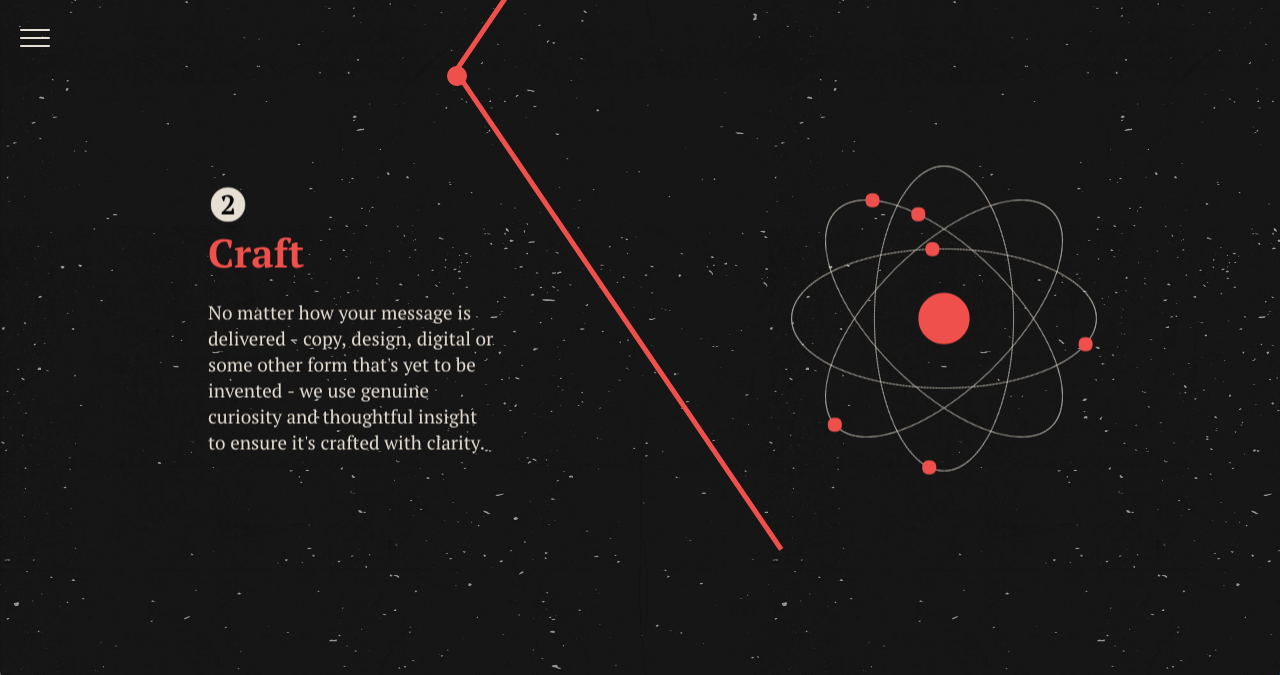 2
Craft
No matter how your message is
delivered - copy, design, digital or
some other form that's yet to be
invented - we use genuine
curiosity and thoughtful insight
to ensure it's crafted with clarity.